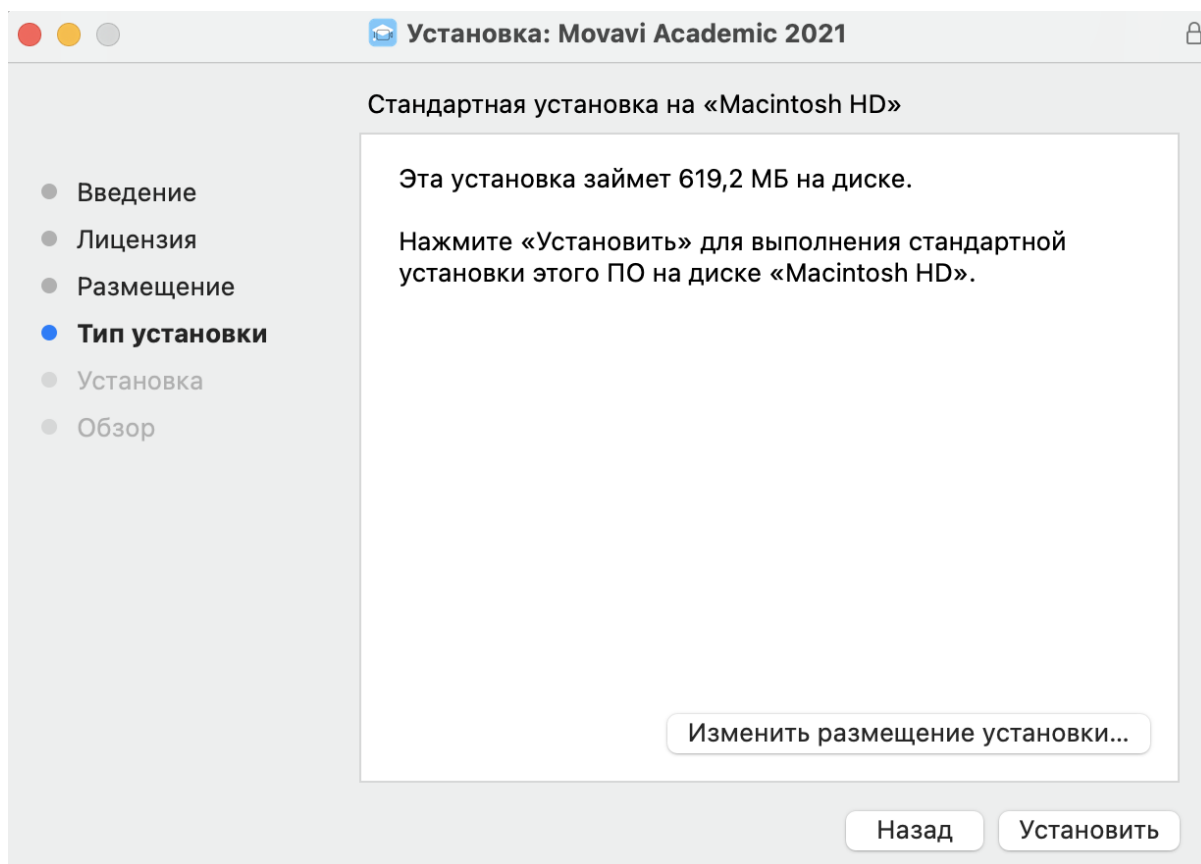 Установка: Movavi Academic 2021
Стандартная установка на «Macintosh HD»
Введение
Лицензия
Размещение
Тип установки
Установка
Обзор
Эта установка займет 619,2 МБ на диске.
Нажмите «Установить» для выполнения стандартной
установки этого ПО на диске «Macintosh HD».
Изменить размещение установки...
Назад
Установить